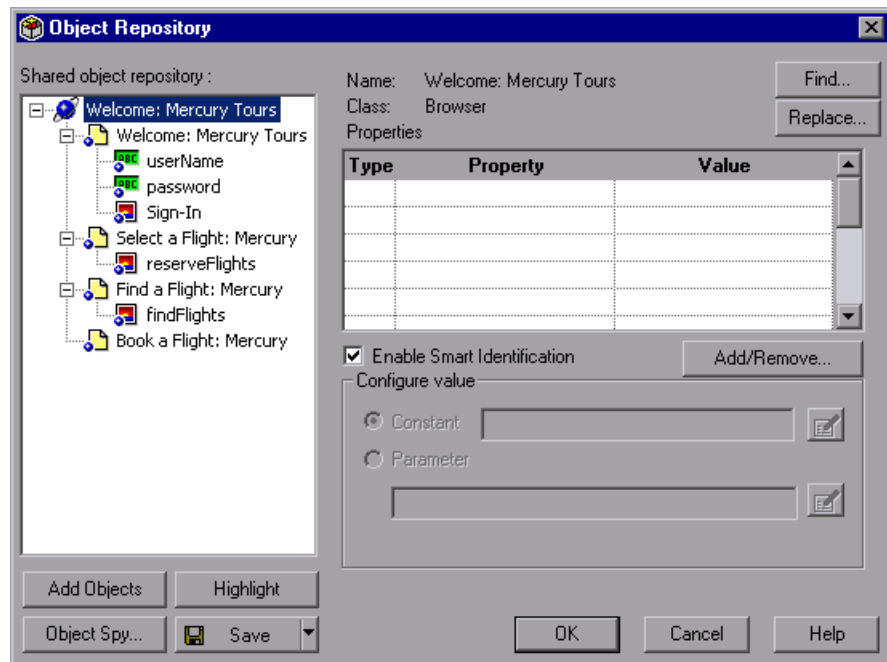 Object Repository
Shared object repository :
Welcome: Mercury Tours
Welcome: Mercury Tours
ABC userName
ABC password
Sign-In
Select a Flight: Mercury
reserveFlights
Find a Flight: Mercury
findFlights
Book a Flight: Mercury
Add Objects Highlight
Object Spy... Save
Name: Welcome: Mercury Tours
Class: Browser
Properties
Find...
Replace...
Type Property Value
Enable Smart Identification Add/Remove...
Configure value
Constant
Parameter
OK Cancel Help